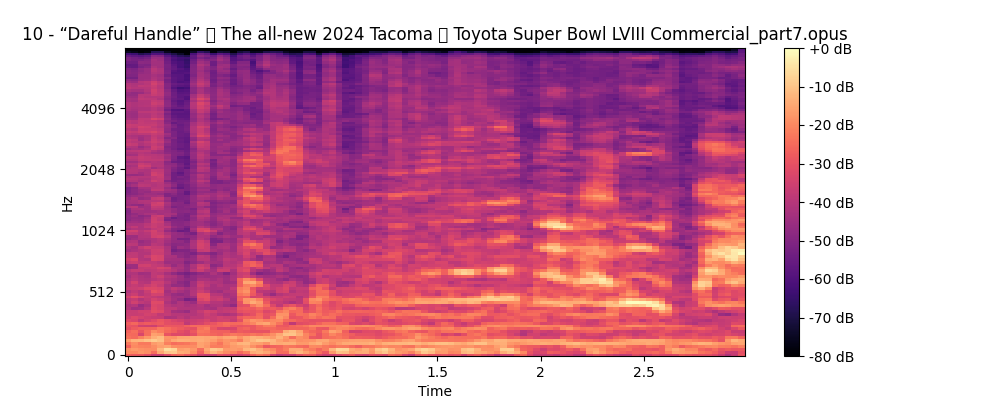 10 - “Dareful Handle” ▯ The all-new 2024 Tacoma ▯ Toyota Super Bowl LVIII Commercial_part7.opus
+0 dB
4096
-10 dB
-20 dB
2048
-30 dB
Hz
-40 dB
1024
-50 dB
512
-60 dB
-70 dB
0
-80 dB
0 0.5 1 1.5 2 2.5
Time